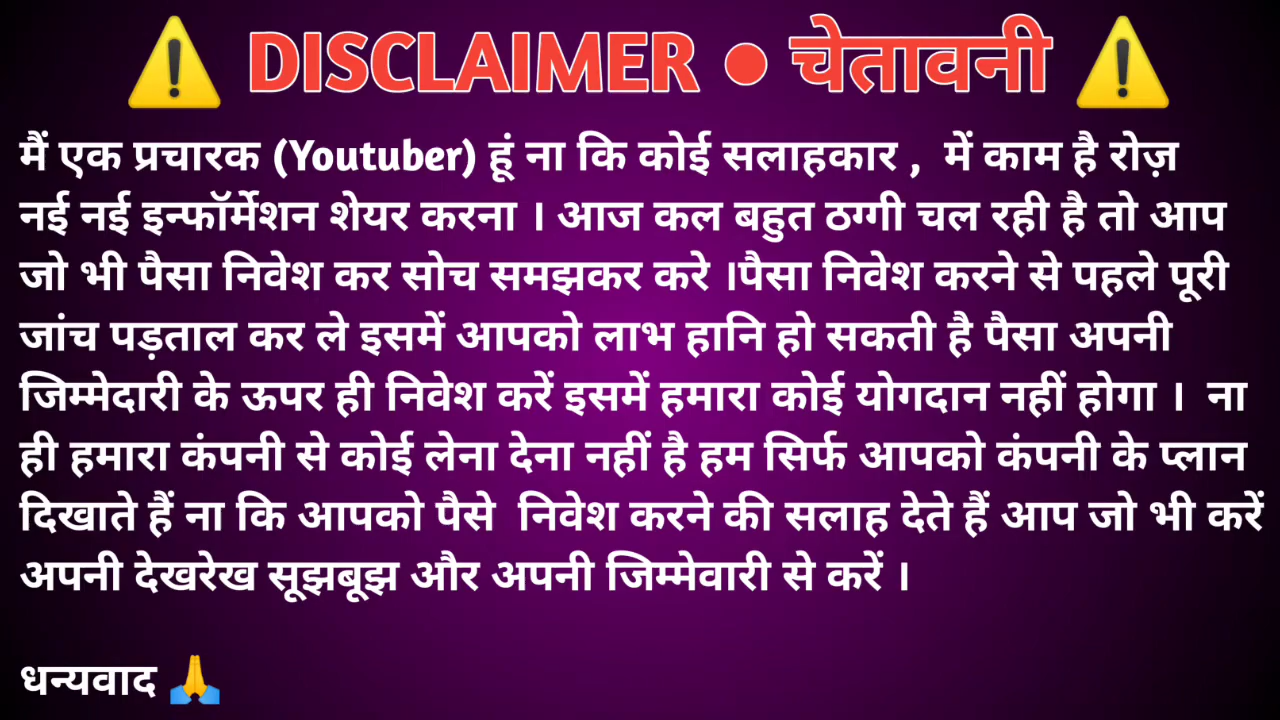 ⚠️ DISCLAIMER ● चेतावनी ⚠️
मैं एक प्रचारक (Youtuber) हूं ना कि कोई सलाहकार , में काम है रोज़
नई नई इन्फॉर्मेशन शेयर करना । आज कल बहुत ठग्गी चल रही है तो आप
जो भी पैसा निवेश कर सोच समझकर करे ।पैसा निवेश करने से पहले पूरी
जांच पड़ताल कर ले इसमें आपको लाभ हानि हो सकती है पैसा अपनी
जिम्मेदारी के ऊपर ही निवेश करें इसमें हमारा कोई योगदान नहीं होगा । ना
ही हमारा कंपनी से कोई लेना देना नहीं है हम सिर्फ आपको कंपनी के प्लान
दिखाते हैं ना कि आपको पैसे निवेश करने की सलाह देते हैं आप जो भी करें
अपनी देखरेख सूझबूझ और अपनी जिम्मेवारी से करें ।
धन्यवाद 🙏